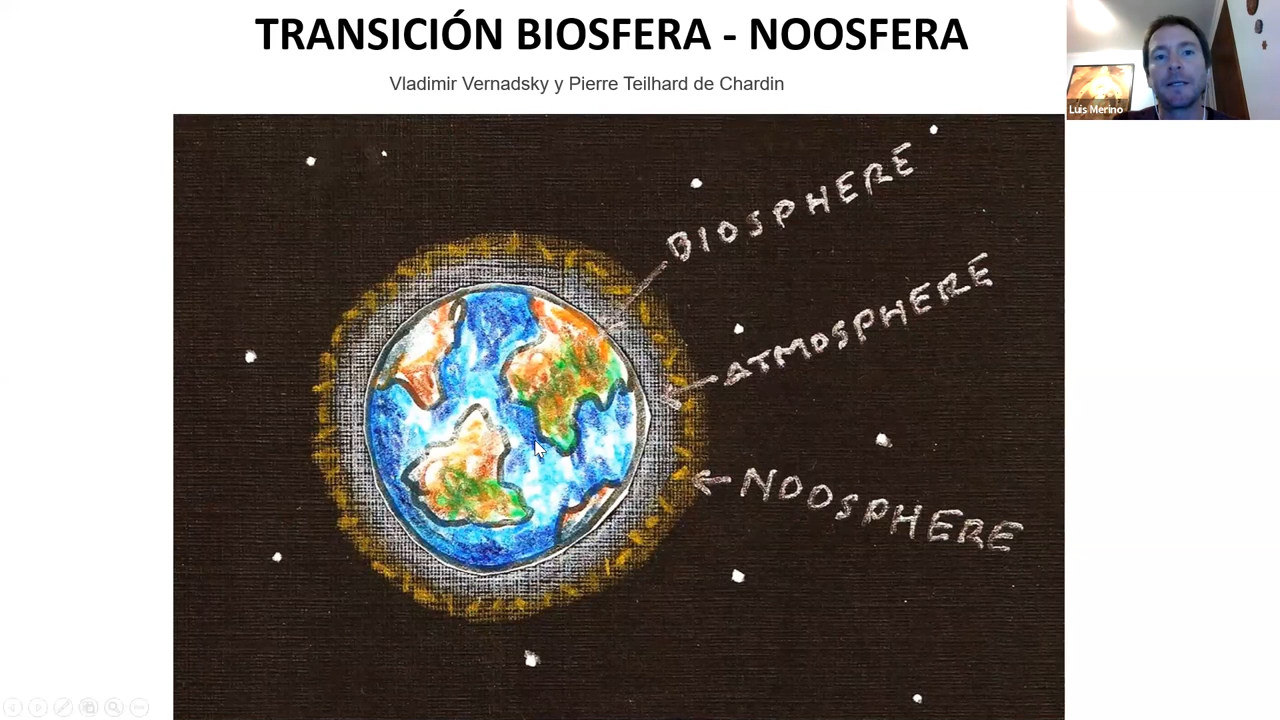 TRANSICIÓN BIOSFERA - NOOSFERA
Vladimir Vernadsky y Pierre Teilhard de Chardin
Luis Merino
BIOSPHERE
ATMOSPHERE
NOOSPHERE